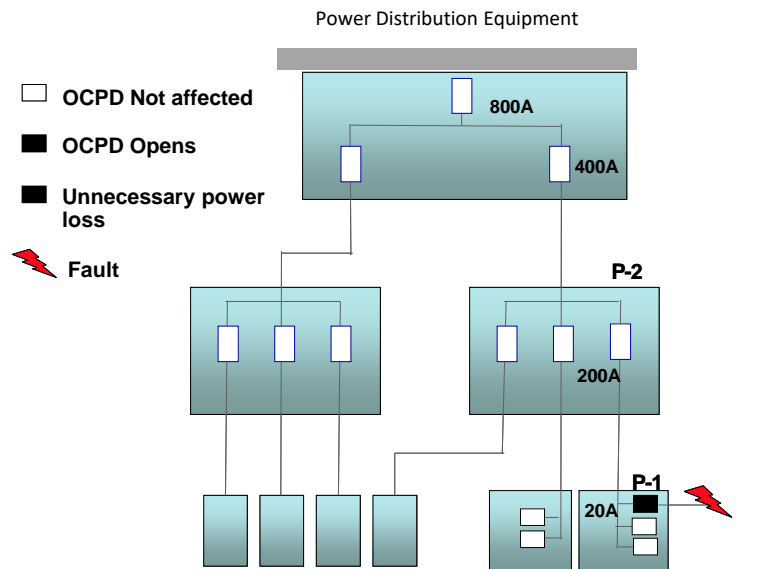 Power Distribution Equipment
OCPD Not affected
OCPD Opens
Unnecessary power
loss
Fault
800A
400A
P-2
200A
P-1
20A